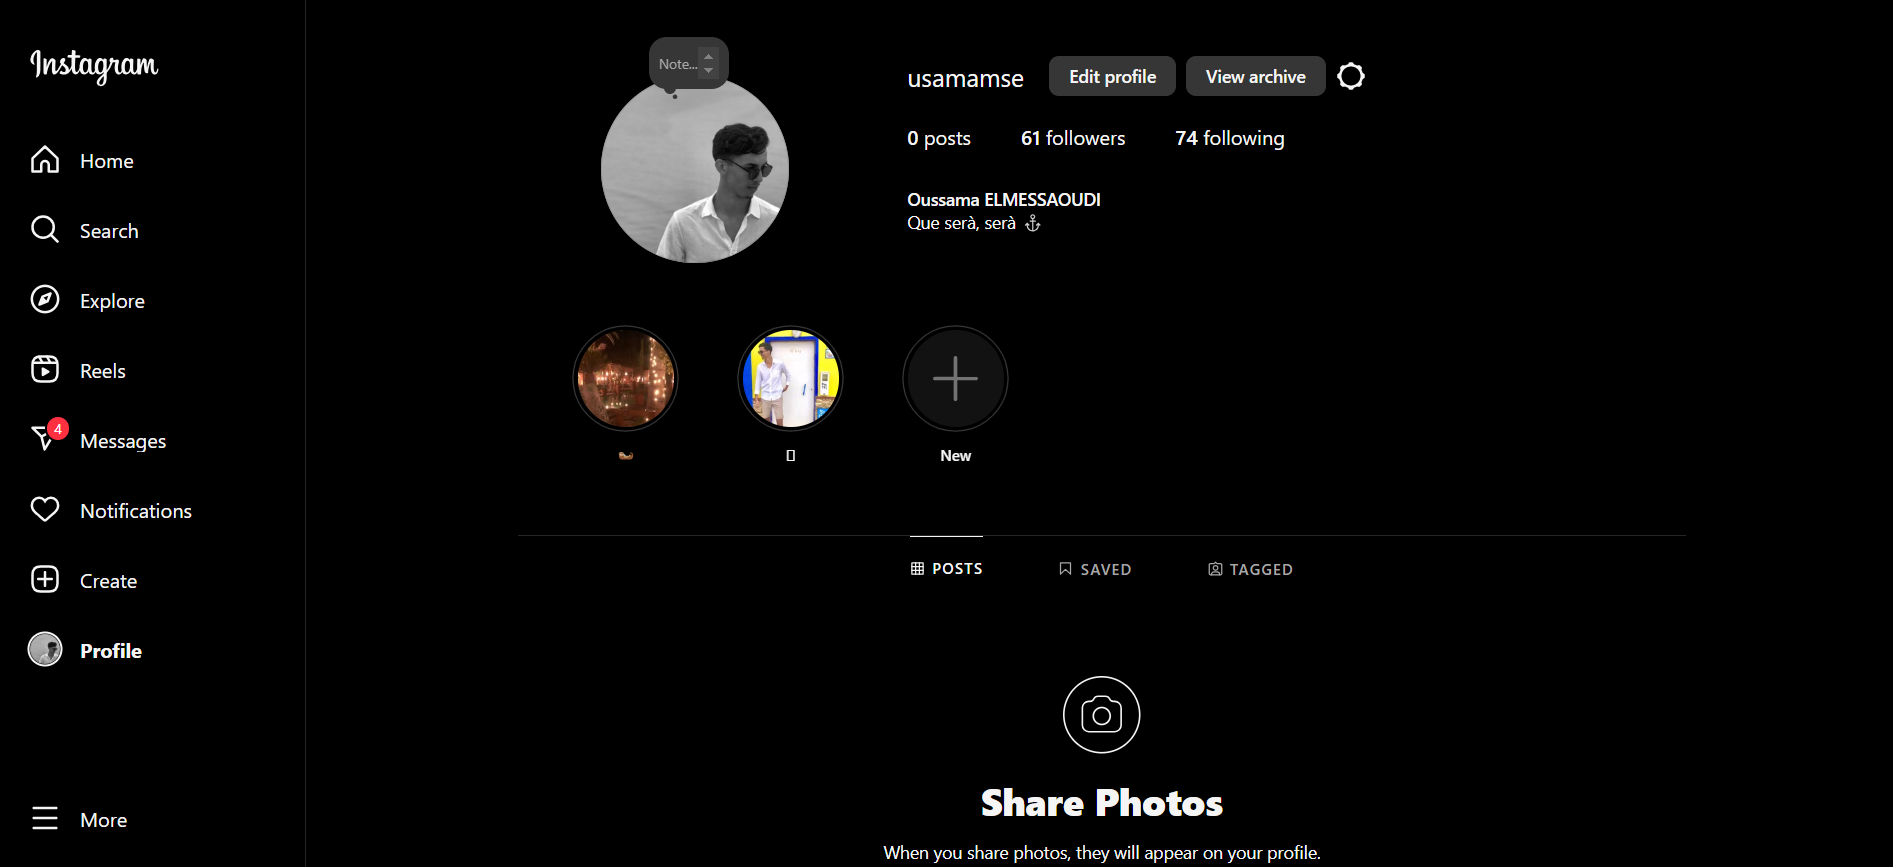 Instagram
Home
Search
Explore
Reels
4
Messages
Notifications
Create
Profile
More
Note...
usamamse
Edit profile
View archive
0 posts
61 followers
74 following
Oussama ELMESSAOUDI
Que serà, serà ⚓
New
POSTS
SAVED
TAGGED
Share Photos
When you share photos, they will appear on your profile.